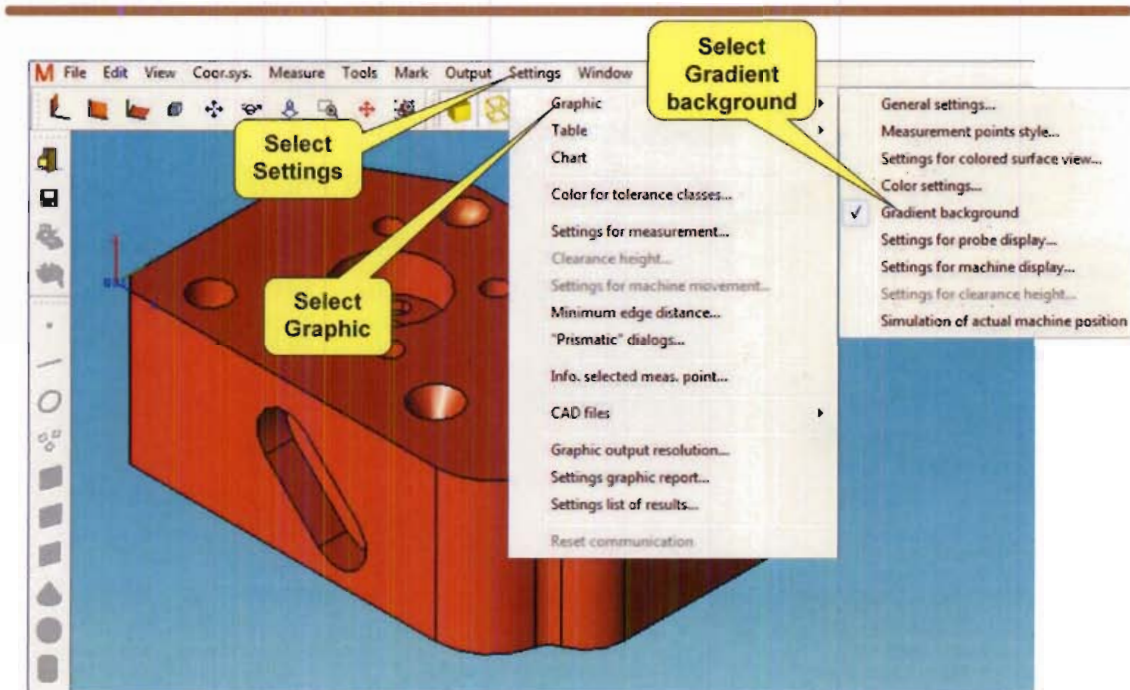 Select
Gradient
background
M File Edit View Coor.sys. Measure Tools Mark Output Settings Window
Select
Settings
Select
Graphic
Graphic
Table
Chart
Color for tolerance classes...
Settings for measurement...
Clearance height...
Settings for machine movement...
Minimum edge distance...
"Prismatic" dialogs...
Info. selected meas. point...
CAD files
Graphic output resolution...
Settings graphic report...
Settings list of results...
Reset communication
General settings...
Measurement points style...
Settings for colored surface view...
Color settings...
Gradient background
Settings for probe display...
Settings for machine display...
Settings for clearance height...
Simulation of actual machine position